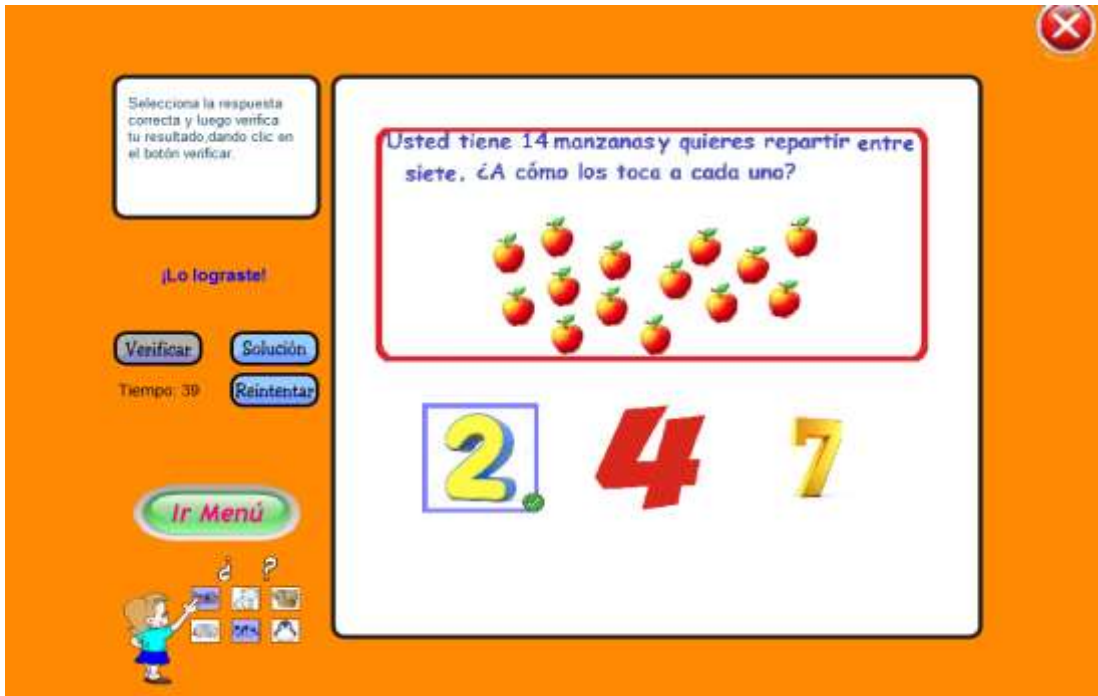 Selecciona la respuesta
correcta y luego verifica
tu resultado,dando clic en
el botón verificar.
Usted tiene 14 manzanas y quieres repartir entre
siete. ¿A cómo los toca a cada uno?
¡Lo lograste!
Verificar
Solución
Tiempo: 39
Reintentar
2
4
7
Ir Menú
¿ ?